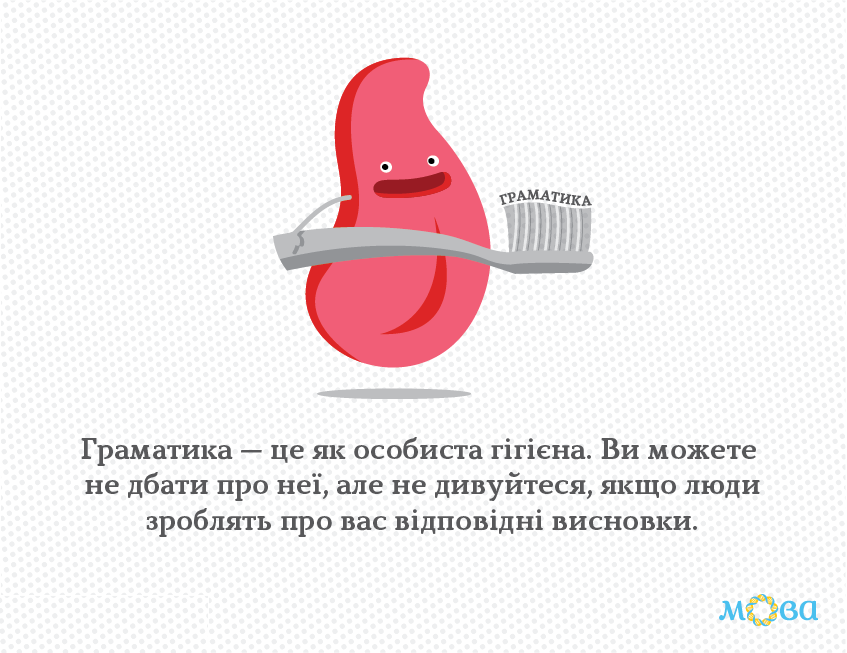 ГРАМАТИКА
Граматика — це як особиста гігієна. Ви можете
не дбати про неї, але не дивуйтеся, якщо люди
зроблять про вас відповідні висновки.
мова